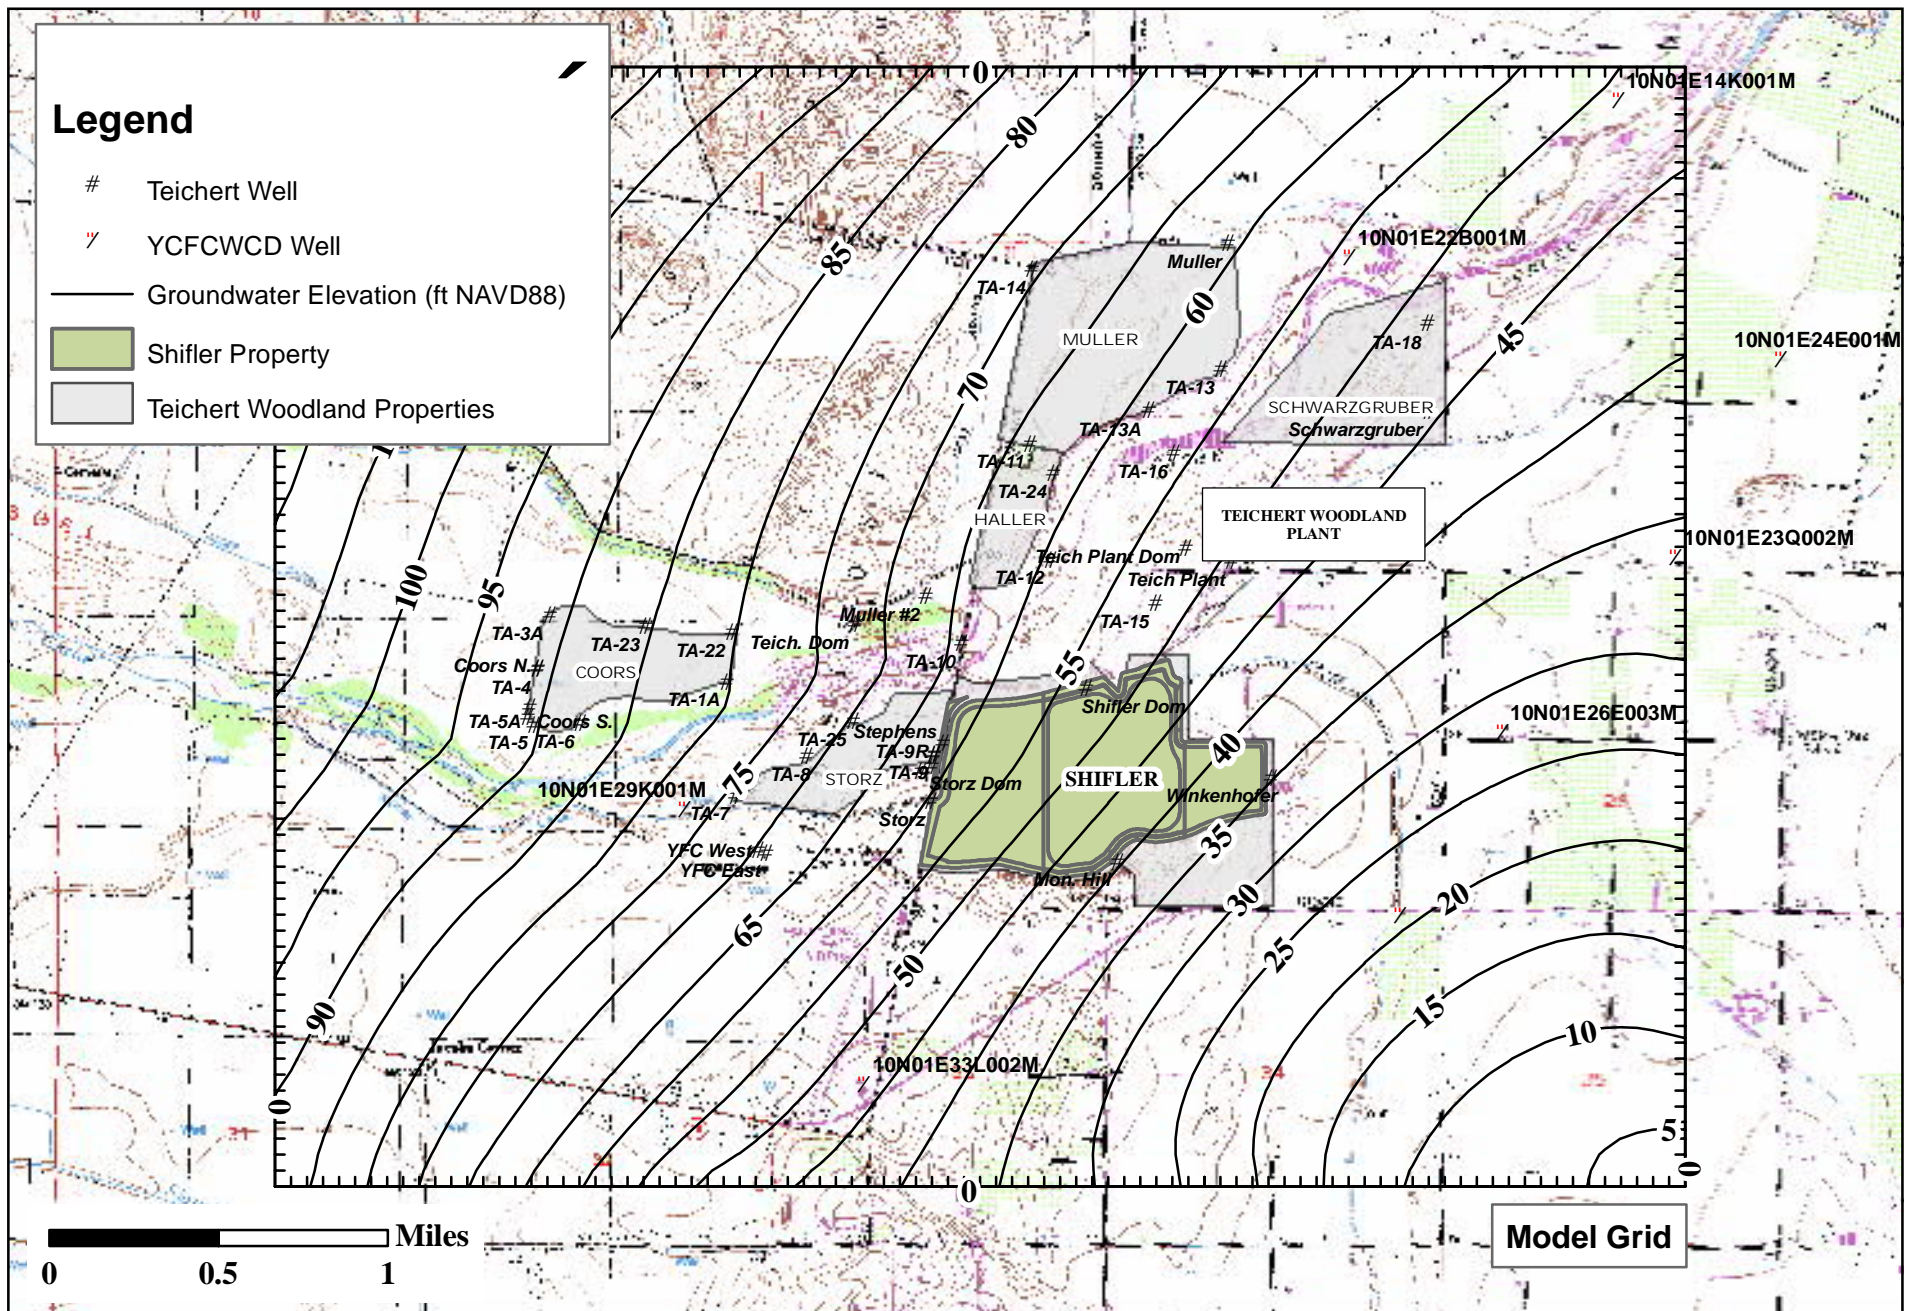 Legend
# Teichert Well
" YCFCWCD Well
Groundwater Elevation (ft NAVD88)
Shifler Property
Teichert Woodland Properties
0
80
85
70
60
45
100
95
75
55
40
35
65
50
30
20
25
15
10
5
90
0
0
0
10N01E14K001M
10N01E22B001M
10N01E24E001M
10N01E23Q002M
10N01E26E003M
10N01E29K001M
10N01E33L002M
Muller
TA-14
MULLER
TA-18
TA-13
SCHWARZGRUBER
Schwarzgruber
TA-13A
TA-11
TA-16
TA-24
HALLER
TEICHERT WOODLAND
PLANT
Teich Plant Dom
TA-12
Teich Plant
TA-15
Muller #2
TA-3A
TA-23
TA-22
Teich. Dom
TA-10
Coors N.
COORS
TA-4
TA-1A
TA-5A
Coors S.
TA-5
TA-6
Shifler Dom
Stephens
TA-25
TA-9R
TA-8
STORZ
TA-9
Storz Dom
SHIFLER
Winkenhofer
TA-7
Storz
YFC West
YFC East
Mon. Hill
Miles
0
0.5
1
Model Grid